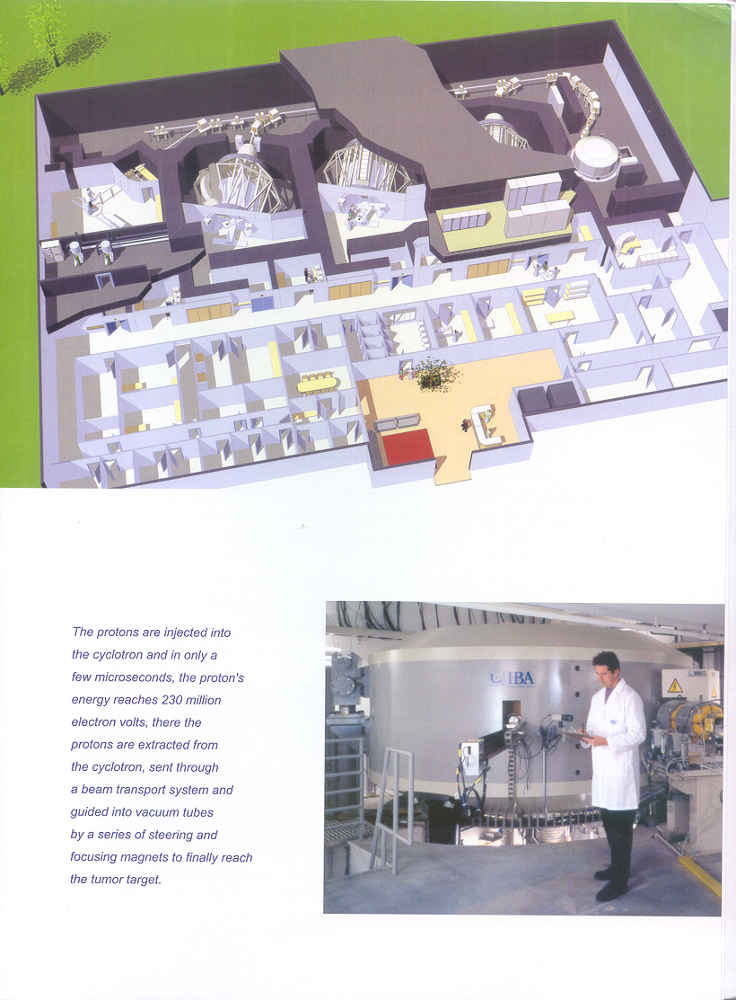 The protons are injected into
the cyclotron and in only a
few microseconds, the proton's
energy reaches 230 million
electron volts, there the
protons are extracted from
the cyclotron, sent through
a beam transport system and
guided into vacuum tubes
by a series of steering and
focusing magnets to finally reach
the tumor target.
IBA